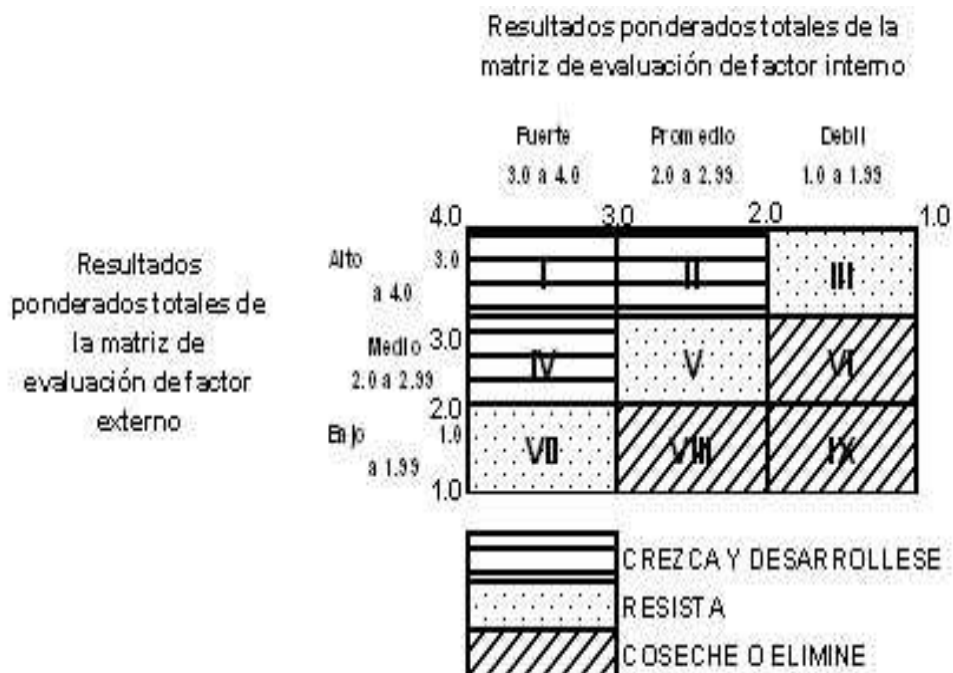 Resultados ponderados totales de la
matriz de evaluación de factor interno
Fuerte Promedio Debil
3.0 a 4.0 2.0 a 2.99 1.0 a 1.99
4.0 3.0 2.0 1.0
Resultados
ponderados totales de
la matriz de
evaluación de factor
externo
Alto 3.0
a 4.0
I II III
Medio 3.0
2.0 a 2.99
IV V VI
2.0
Bajo 1.0
a 1.99
VII VIII IX
1.0
CREZCA Y DESARROLLESE
RESISTA
COSECHE O ELIMINE